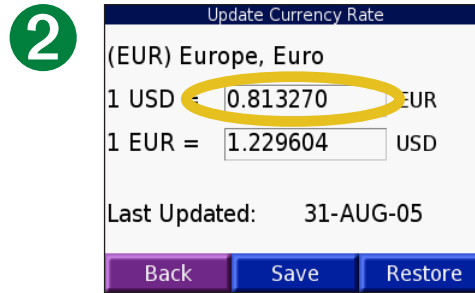 2
Update Currency Rate
(EUR) Europe, Euro
1 USD = 0.813270 EUR
1 EUR = 1.229604 USD
Last Updated: 31-AUG-05
Back Save Restore